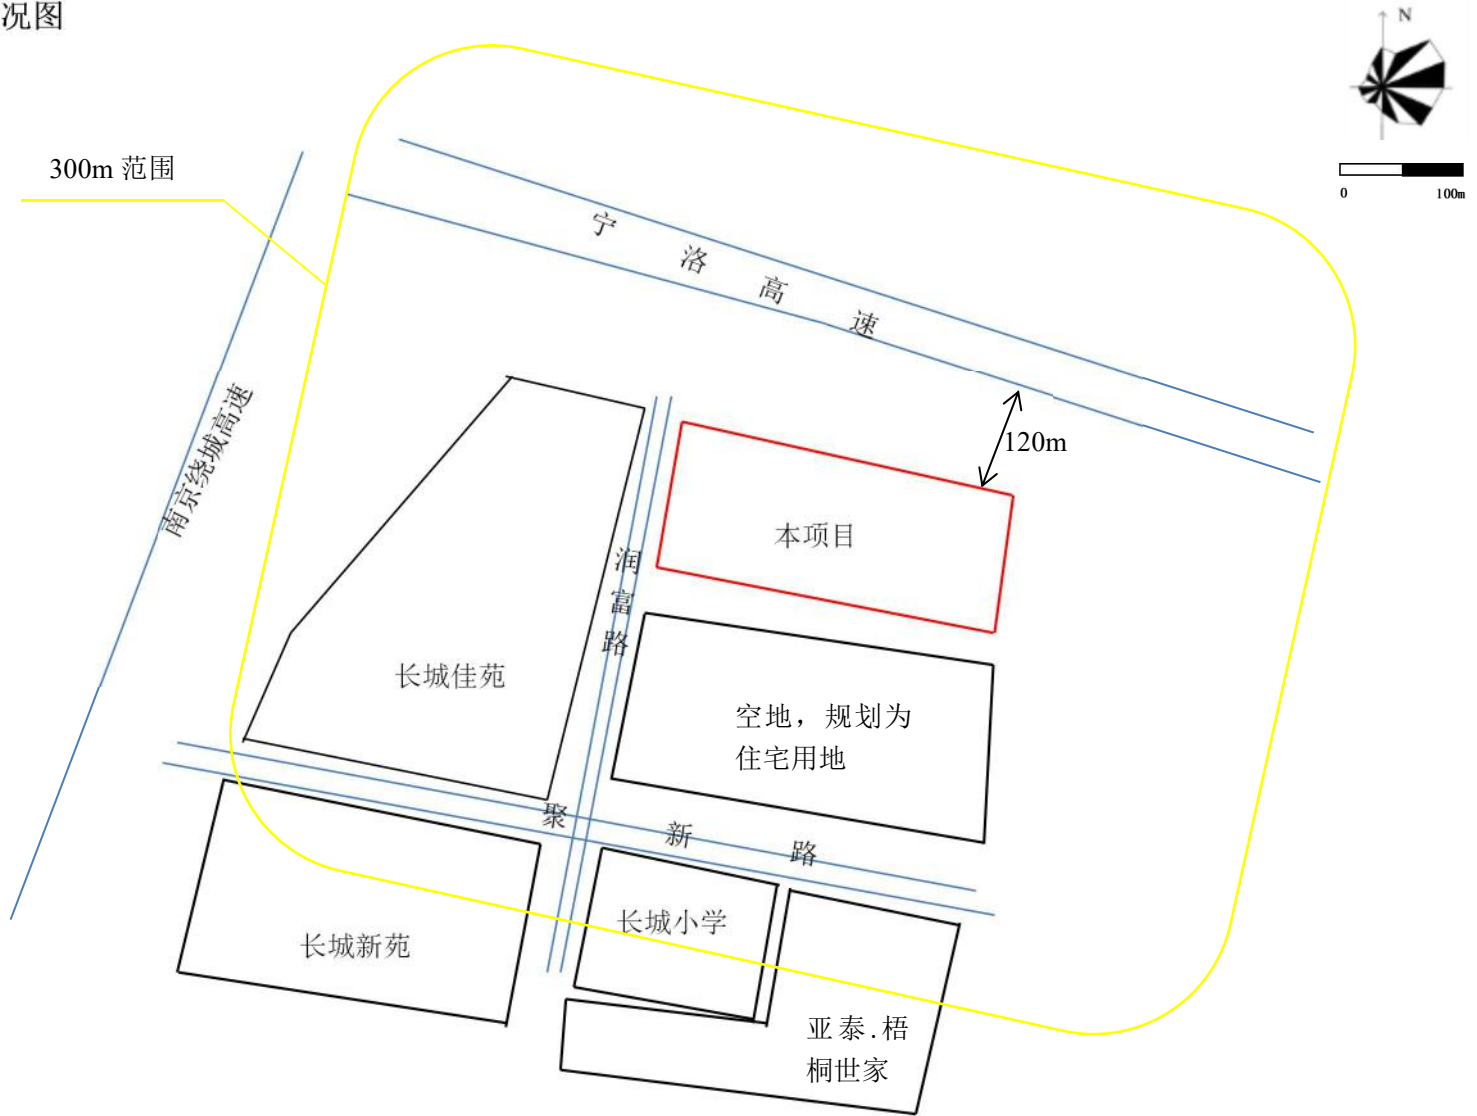 况图
N
0 100m
300m 范围
宁洛高速
南京绕城高速
120m
本项目
润富路
长城佳苑
空地，规划为
住宅用地
聚新路
长城小学
长城新苑
亚泰.梧
桐世家